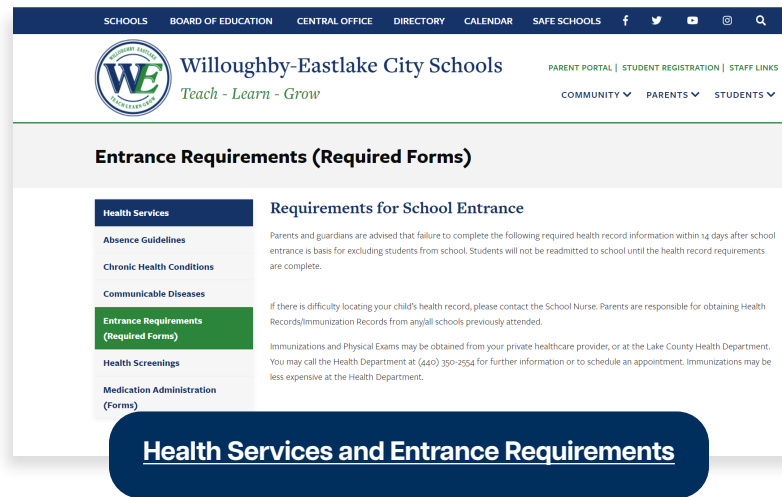 SCHOOLS BOARD OF EDUCATION CENTRAL OFFICE DIRECTORY CALENDAR SAFE SCHOOLS
WILLOUGHBY EASTLAKE
WE
TEACH-LEARN-GROW
Willoughby-Eastlake City Schools
Teach - Learn - Grow
PARENT PORTAL | STUDENT REGISTRATION | STAFF LINKS
COMMUNITY PARENTS STUDENTS
Entrance Requirements (Required Forms)
Health Services
Absence Guidelines
Chronic Health Conditions
Communicable Diseases
Entrance Requirements
(Required Forms)
Health Screenings
Medication Administration
(Forms)
Requirements for School Entrance
Parents and guardians are advised that failure to complete the following required health record information within 14 days after school
entrance is basis for excluding students from school. Students will not be readmitted to school until the health record requirements
are complete.
If there is difficulty locating your child's health record, please contact the School Nurse. Parents are responsible for obtaining Health
Records/Immunization Records from any/all schools previously attended.
Immunizations and Physical Exams may be obtained from your private healthcare provider, or at the Lake County Health Department.
You may call the Health Department at (440) 350-2554 for further information or to schedule an appointment. Immunizations may be
less expensive at the Health Department.
Health Services and Entrance Requirements